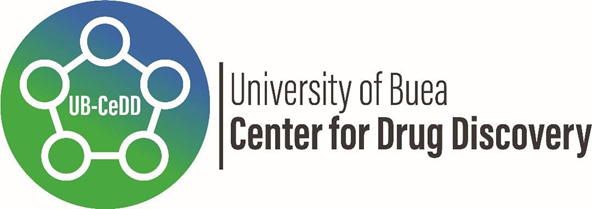 UB-CeDD
University of Buea
Center for Drug Discovery